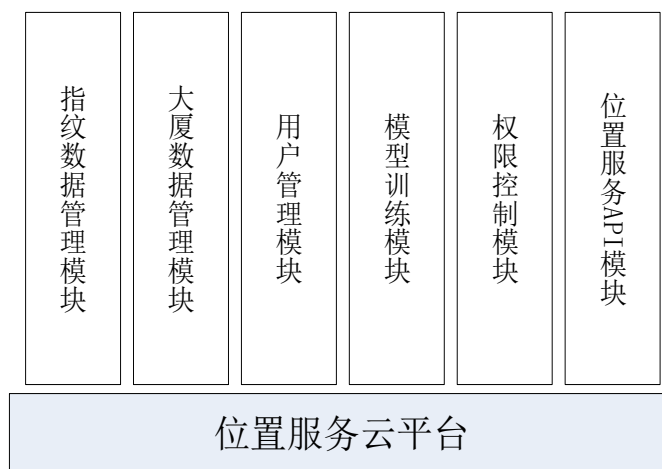 指纹数据管理模块
大厦数据管理模块
用户管理模块
模型训练模块
权限控制模块
位置服务API模块
位置服务云平台